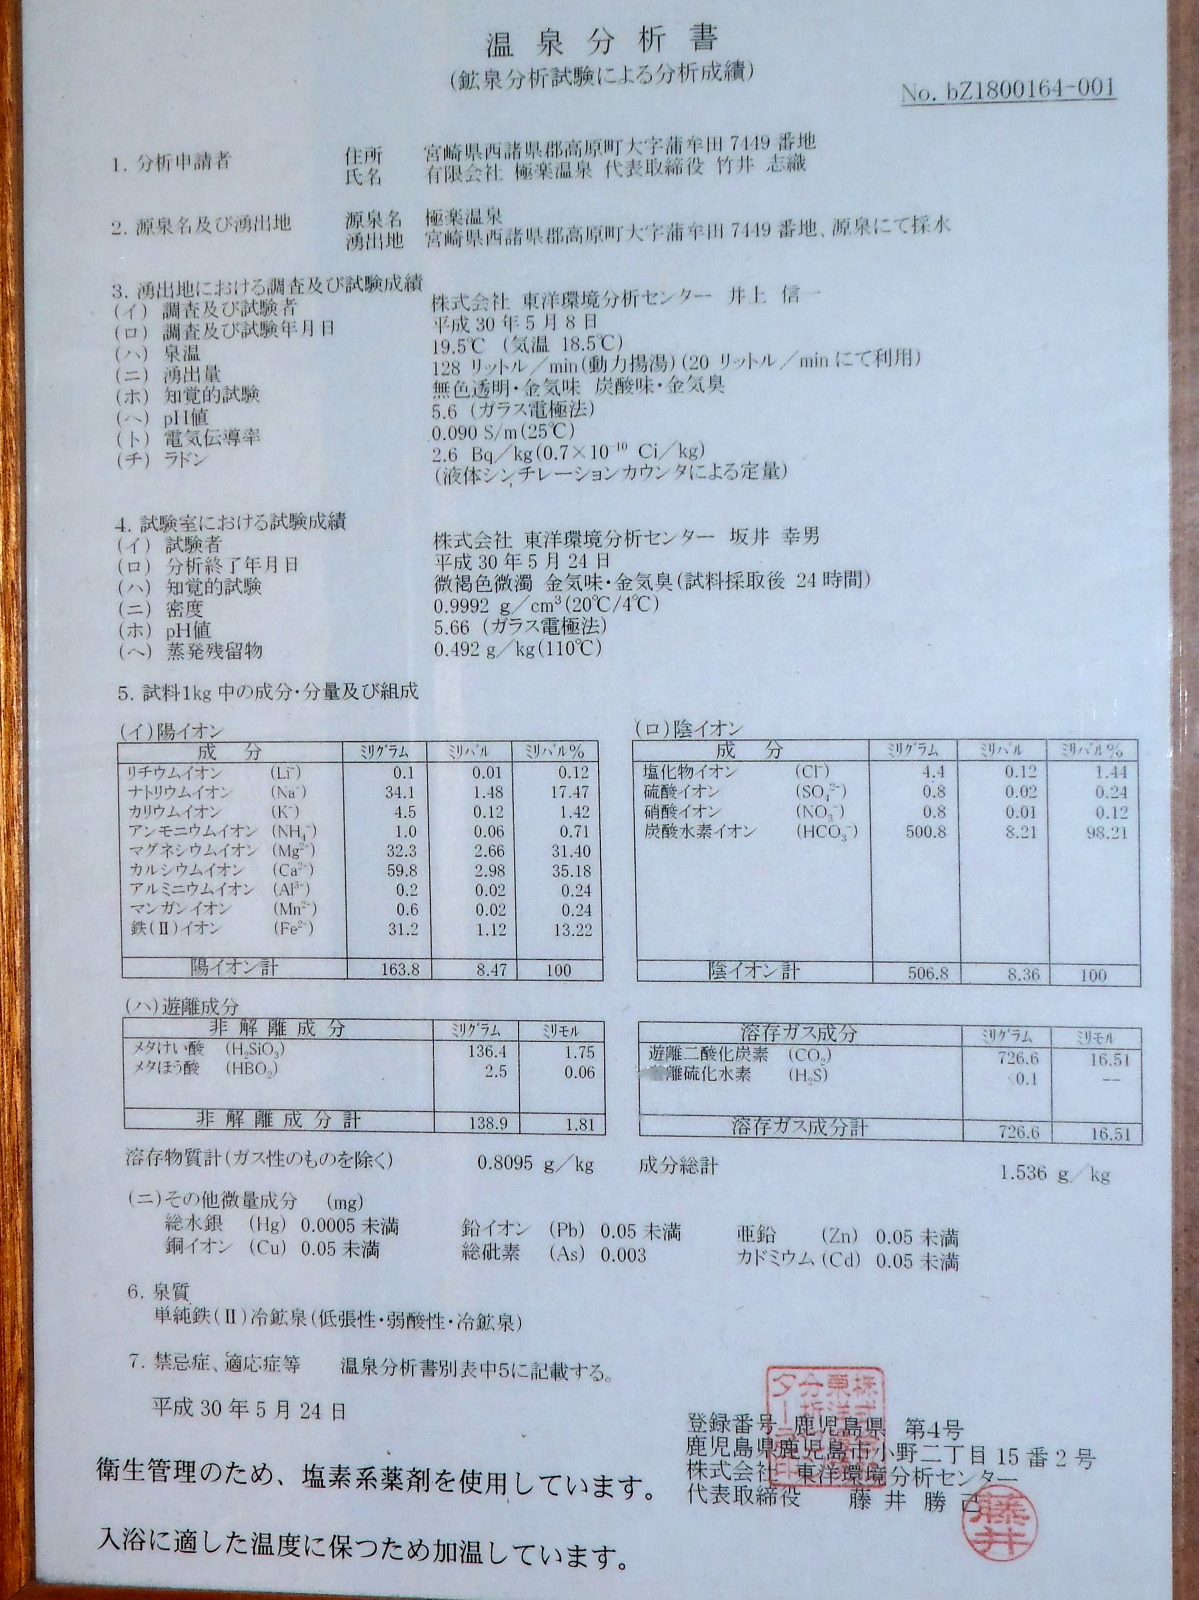 温泉分析書
(鉱泉分析試験による分析成績)
No. bZ1800164-001
1. 分析申請者 住所 宮崎県西諸県郡高原町大字蒲牟田 7449 番地
氏名 有限会社 極楽温泉 代表取締役 竹井 志織
2. 源泉名及び湧出地 源泉名 極楽温泉
湧出地 宮崎県西諸県郡高原町大字蒲牟田 7449 番地、源泉にて採水
3. 湧出地における調査及び試験成績
(イ) 調査及び試験者 株式会社 東洋環境分析センター 井上 信一
(ロ) 調査及び試験年月日 平成 30 年 5 月 8 日
(ハ) 泉温 19.5℃ (気温 18.5℃)
(ニ) 湧出量 128 リットル/min(動力揚湯)(20 リットル/minにて利用)
(ホ) 知覚的試験 無色透明・金気味 炭酸味・金気臭
(ヘ) pH値 5.6 (ガラス電極法)
(ト) 電気伝導率 0.090 S/m(25℃)
(チ) ラドン 2.6 Bq/kg(0.7×10⁻¹⁰ Ci/kg)
(液体シンチレーションカウンタによる定量)
4. 試験室における試験成績
(イ) 試験者 株式会社 東洋環境分析センター 坂井 幸男
(ロ) 分析終了年月日 平成 30 年 5 月 24 日
(ハ) 知覚的試験 微褐色微濁 金気味・金気臭(試料採取後 24 時間)
(ニ) 密度 0.9992 g/cm³(20℃/4℃)
(ホ) pH値 5.66 (ガラス電極法)
(ヘ) 蒸発残留物 0.492 g/kg(110℃)
5. 試料1kg 中の成分・分量及び組成
(イ)陽イオン
成 分 ミリグラム ミリバル ミリバル%
リチウムイオン (Li⁺) 0.1 0.01 0.12
ナトリウムイオン (Na⁺) 34.1 1.48 17.47
カリウムイオン (K⁺) 4.5 0.12 1.42
アンモニウムイオン (NH₄⁺) 1.0 0.06 0.71
マグネシウムイオン (Mg²⁺) 32.3 2.66 31.40
カルシウムイオン (Ca²⁺) 59.8 2.98 35.18
アルミニウムイオン (Al³⁺) 0.2 0.02 0.24
マンガンイオン (Mn²⁺) 0.6 0.02 0.24
鉄(Ⅱ)イオン (Fe²⁺) 31.2 1.12 13.22
陽イオン計 163.8 8.47 100
(ロ)陰イオン
成 分 ミリグラム ミリバル ミリバル%
塩化物イオン (Cl⁻) 4.4 0.12 1.44
硫酸イオン (SO₄²⁻) 0.8 0.02 0.24
硝酸イオン (NO₃⁻) 0.8 0.01 0.12
炭酸水素イオン (HCO₃⁻) 500.8 8.21 98.21
陰イオン計 506.8 8.36 100
(ハ)遊離成分
非解離成分 ミリグラム ミリモル
メタけい酸 (H₂SiO₃) 136.4 1.75
メタほう酸 (HBO₂) 2.5 0.06
非解離成分計 138.9 1.81
溶存ガス成分 ミリグラム ミリモル
遊離二酸化炭素 (CO₂) 726.6 16.51
離硫化水素 (H₂S) <0.1 --
溶存ガス成分計 726.6 16.51
溶存物質計(ガス性のものを除く) 0.8095 g/kg 成分総計 1.536 g/kg
(ニ)その他微量成分 (mg)
総水銀 (Hg) 0.0005 未満 鉛イオン (Pb) 0.05 未満 亜鉛 (Zn) 0.05 未満
銅イオン (Cu) 0.05 未満 総砒素 (As) 0.003 カドミウム (Cd) 0.05 未満
6. 泉質
単純鉄(Ⅱ)冷鉱泉(低張性・弱酸性・冷鉱泉)
7. 禁忌症、適応症等 温泉分析書別表中5に記載する。
平成 30 年 5 月 24 日
登録番号 鹿児島県 第4号
鹿児島県鹿児島市小野二丁目 15 番 2 号
株式会社 東洋環境分析センター
代表取締役 藤井勝己
藤井
衛生管理のため、塩素系薬剤を使用しています。
入浴に適した温度に保つため加温しています。